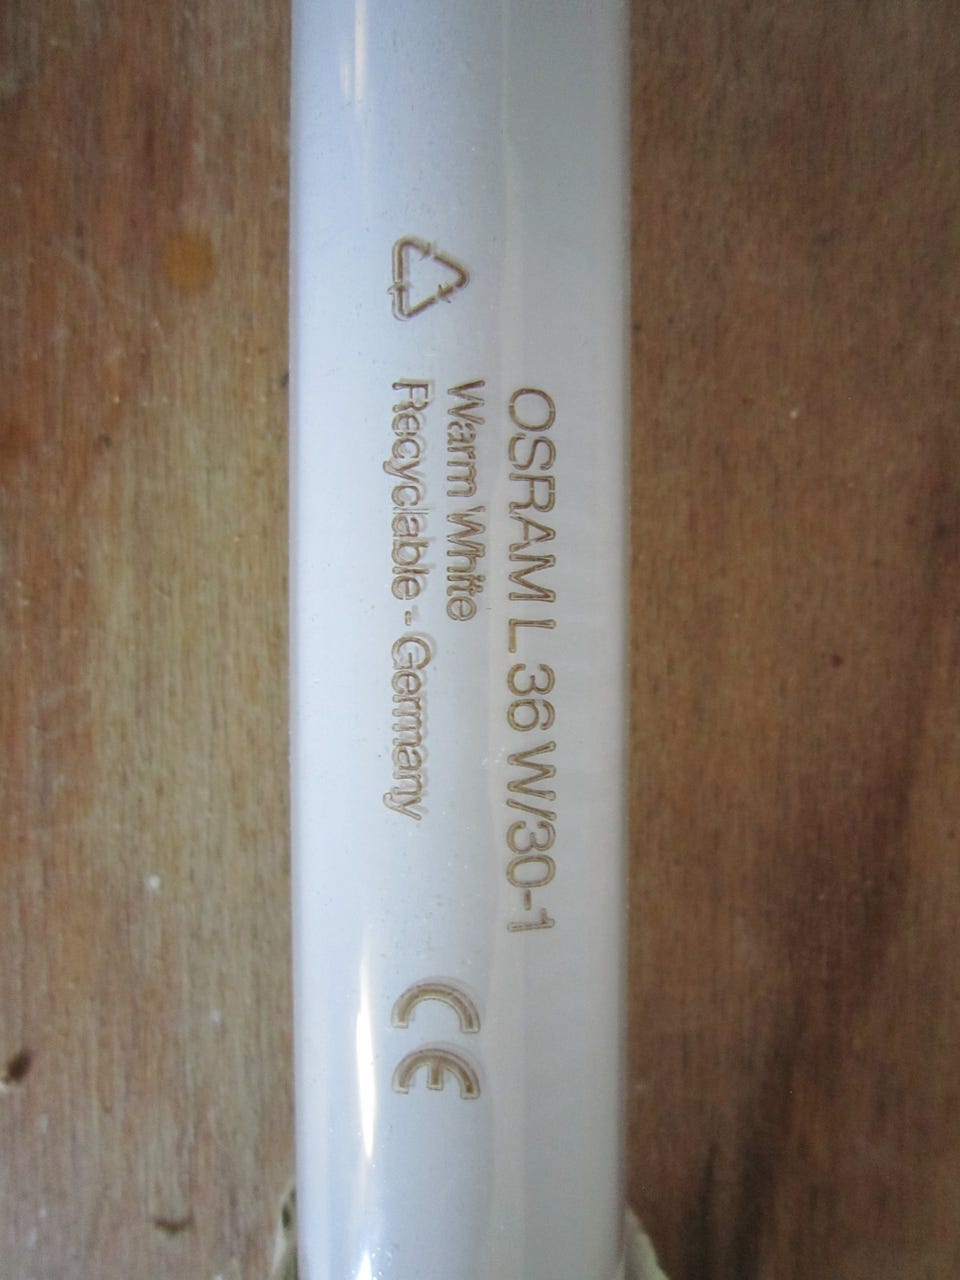 OSRAM L 36 W/30-1
Warm White
Recyclable - Germany
CE